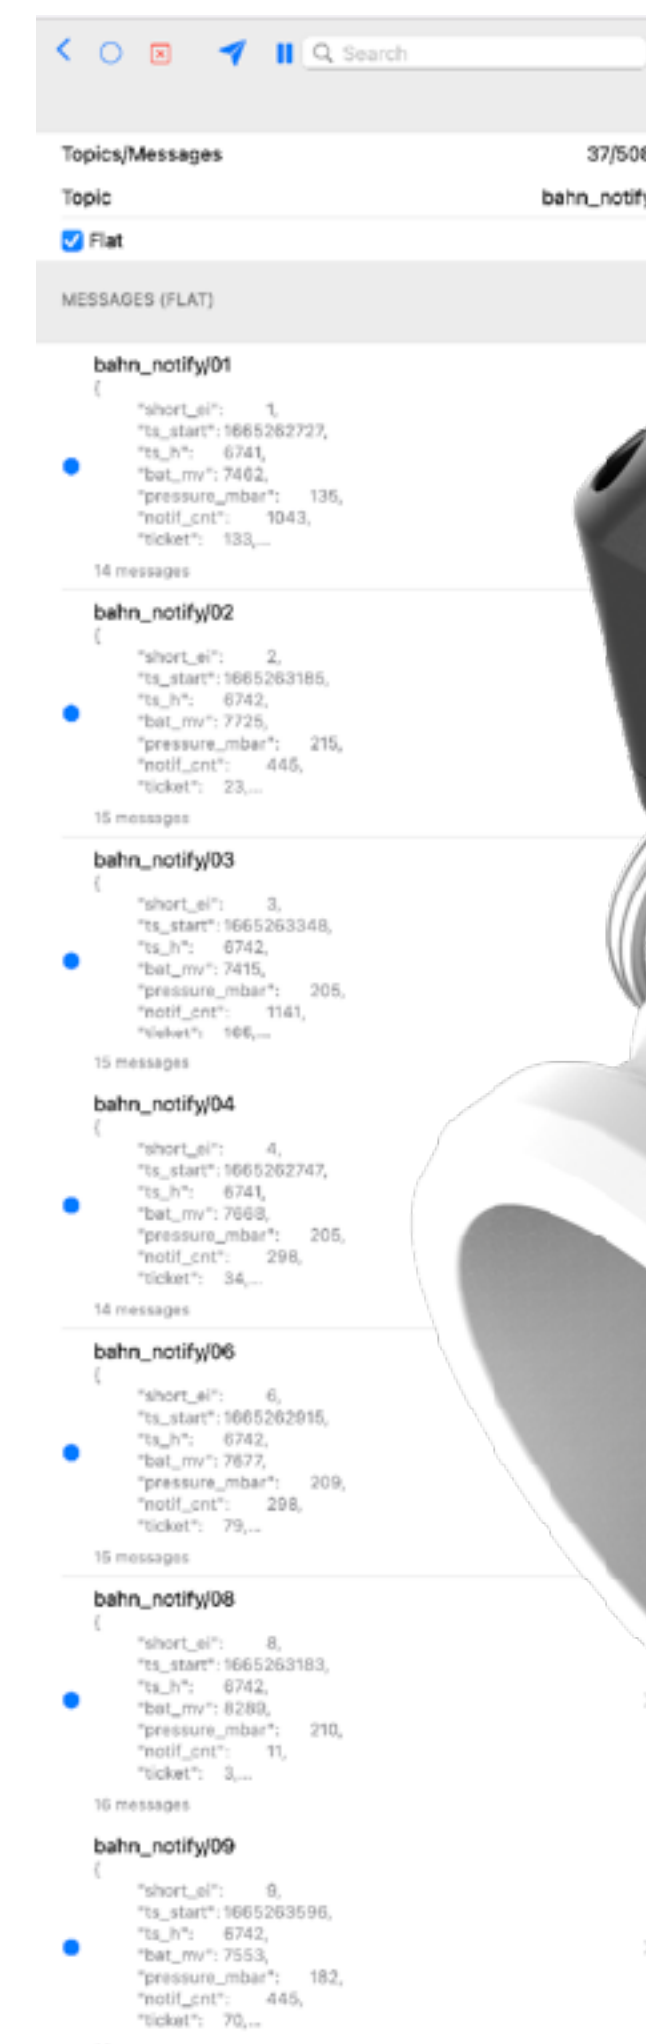 Search
Topics/Messages 37/508
Topic bahn_notify
Flat
MESSAGES (FLAT)
bahn_notify/01
{
"short_ei": 1,
"ts_start":1665262727,
"ts_h": 6741,
"bat_mv": 7462,
"pressure_mbar": 135,
"notif_cnt": 1043,
"ticket": 133,...
14 messages
bahn_notify/02
{
"short_ei": 2,
"ts_start":1665263185,
"ts_h": 6742,
"bat_mv": 7725,
"pressure_mbar": 215,
"notif_cnt": 445,
"ticket": 23,...
15 messages
bahn_notify/03
{
"short_ei": 3,
"ts_start":1665263348,
"ts_h": 6742,
"bat_mv": 7415,
"pressure_mbar": 205,
"notif_cnt": 1141,
"ticket": 166,...
15 messages
bahn_notify/04
{
"short_ei": 4,
"ts_start":1665262747,
"ts_h": 6741,
"bat_mv": 7668,
"pressure_mbar": 205,
"notif_cnt": 298,
"ticket": 34,...
14 messages
bahn_notify/06
{
"short_ei": 6,
"ts_start":1665262915,
"ts_h": 6742,
"bat_mv": 7677,
"pressure_mbar": 209,
"notif_cnt": 298,
"ticket": 79,...
15 messages
bahn_notify/08
{
"short_ei": 8,
"ts_start":1665263183,
"ts_h": 6742,
"bat_mv": 8289,
"pressure_mbar": 210,
"notif_cnt": 11,
"ticket": 3,...
16 messages
bahn_notify/09
{
"short_ei": 9,
"ts_start":1665263596,
"ts_h": 6742,
"bat_mv": 7553,
"pressure_mbar": 182,
"notif_cnt": 445,
"ticket": 70,...